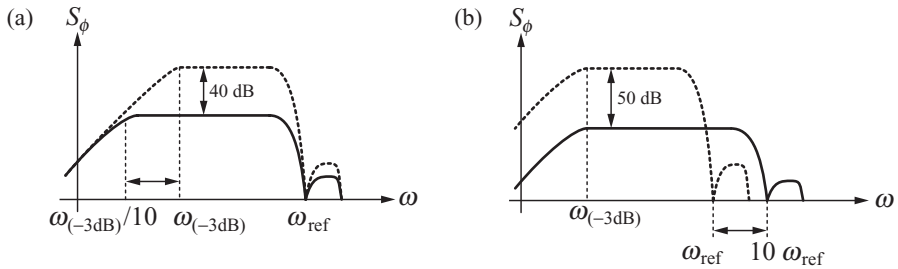 (a)
S_ϕ
40 dB
ω_(−3dB)/10
ω_(−3dB)
ω_ref
ω
(b)
S_ϕ
50 dB
ω_(−3dB)
ω_ref
10 ω_ref
ω